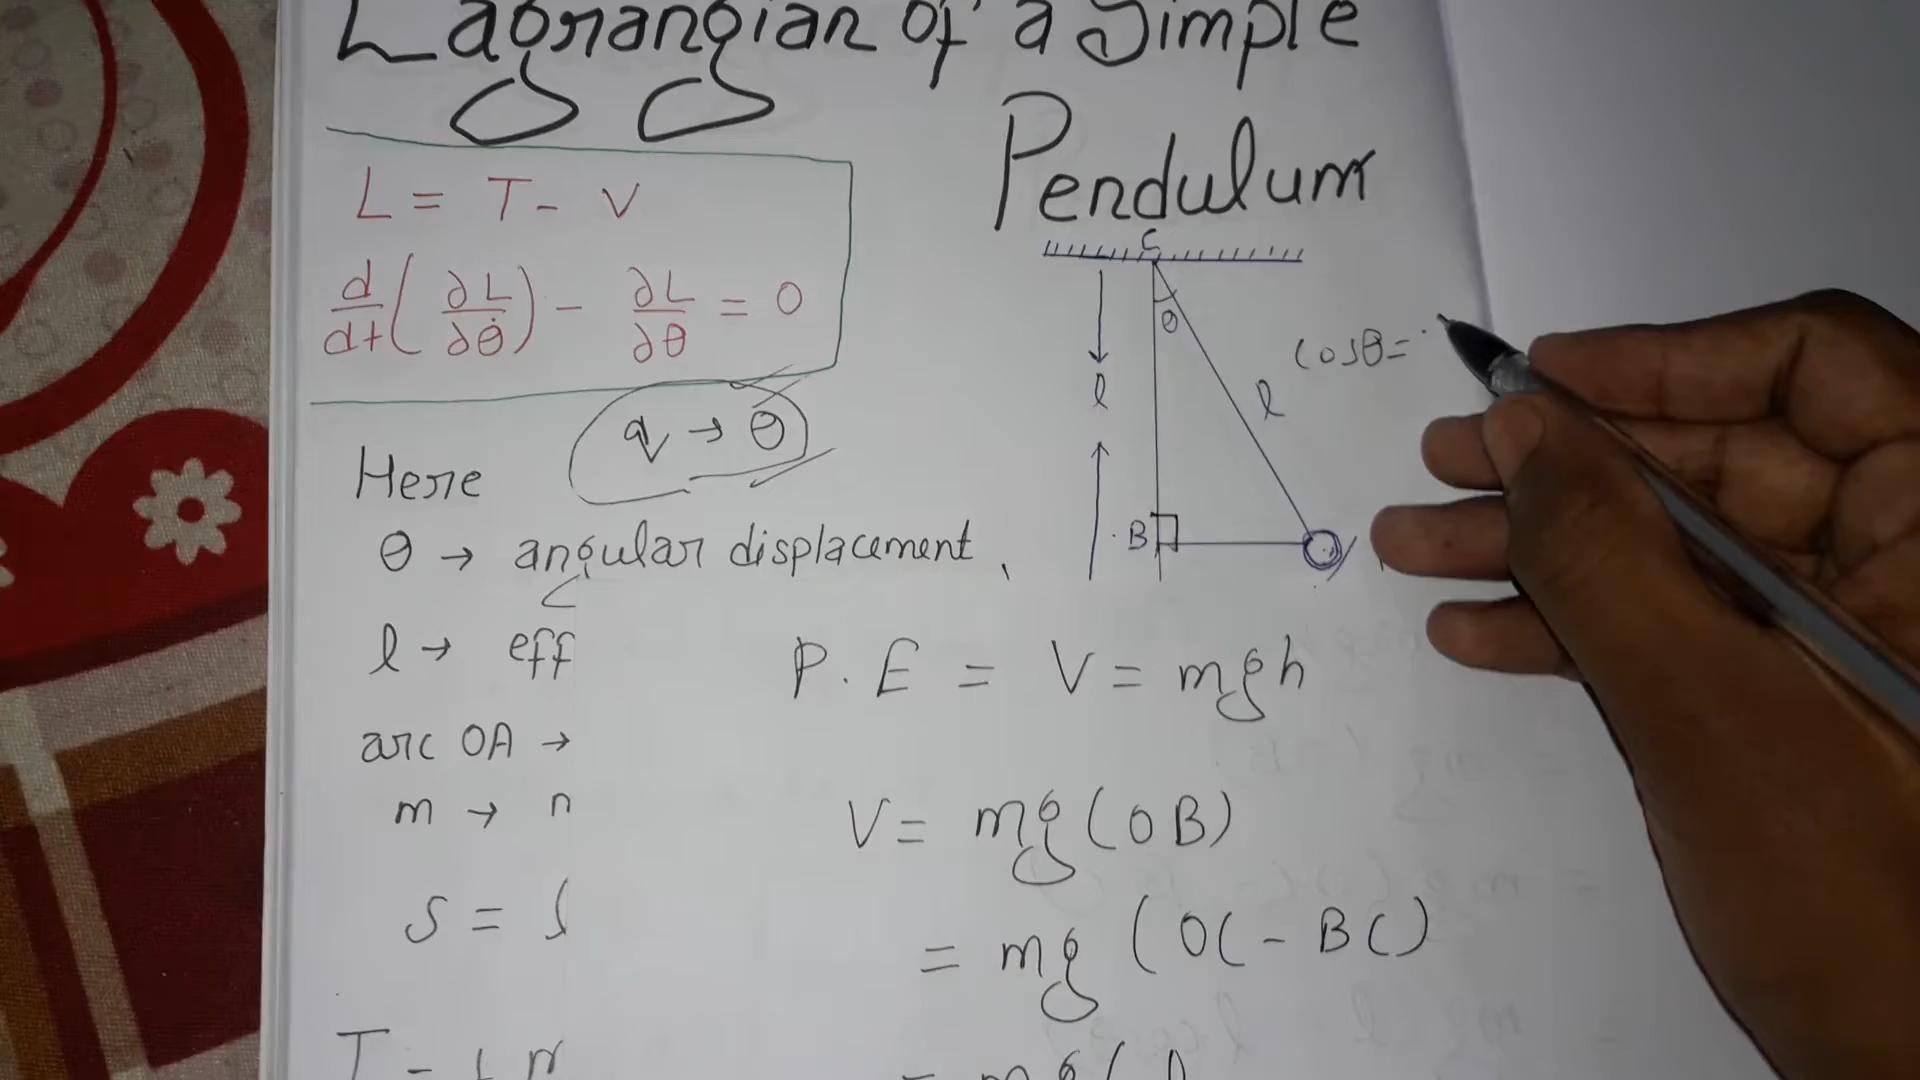 Lagrangian of a Simple
Pendulum
L = T - V
d/dt(∂L/∂θ̇) - ∂L/∂θ = 0
q → θ
Here
θ → angular displacement
l → eff
arc OA →
m →
S =
C
θ
l
l
cosθ=
B
P.E = V = mgh
V = mg(OB)
= mg (OC - BC)